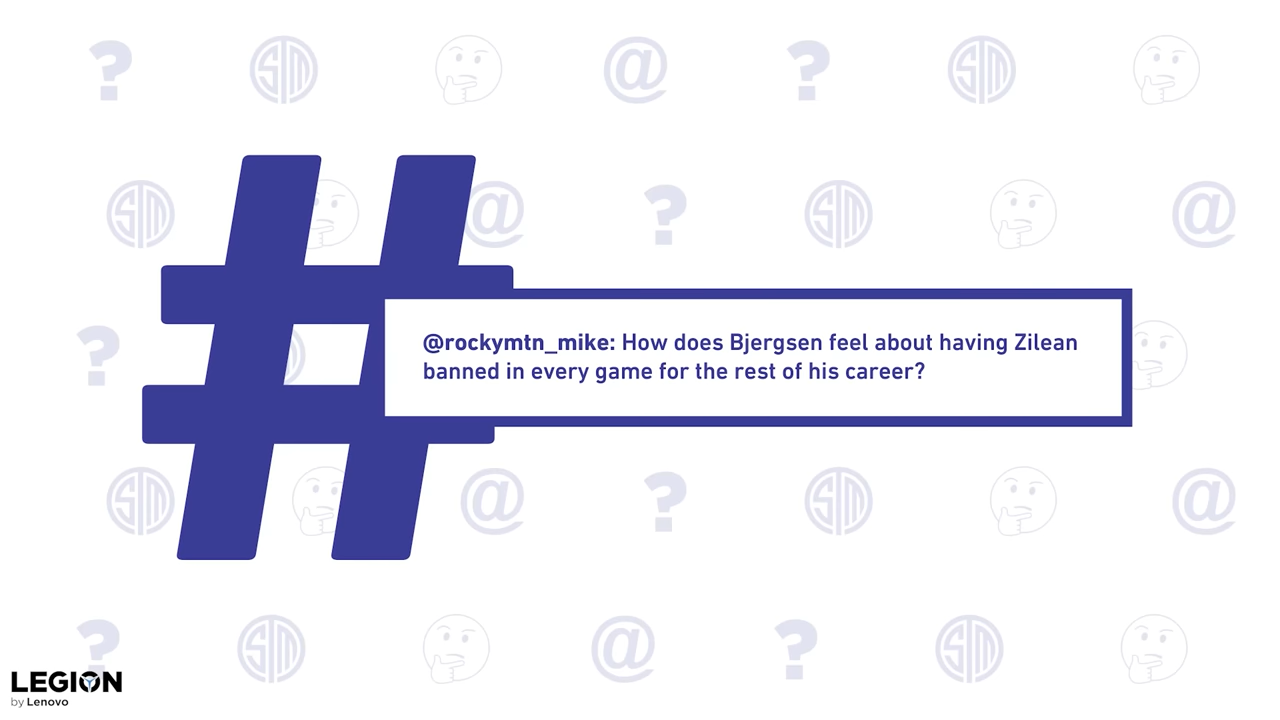 @rockymtn_mike: How does Bjergsen feel about having Zilean
banned in every game for the rest of his career?
LEGION
by Lenovo